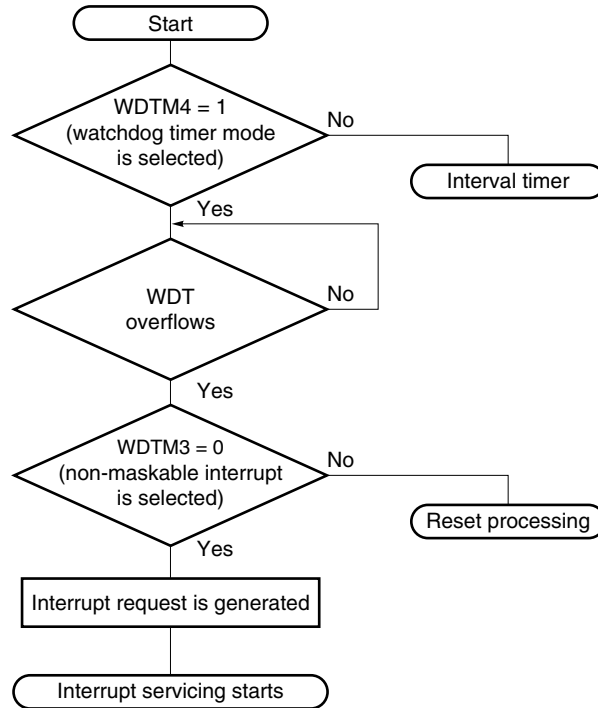 Start
WDTM4 = 1
(watchdog timer mode
is selected)
No
Interval timer
Yes
WDT
overflows
No
Yes
WDTM3 = 0
(non-maskable interrupt
is selected)
No
Reset processing
Yes
Interrupt request is generated
Interrupt servicing starts